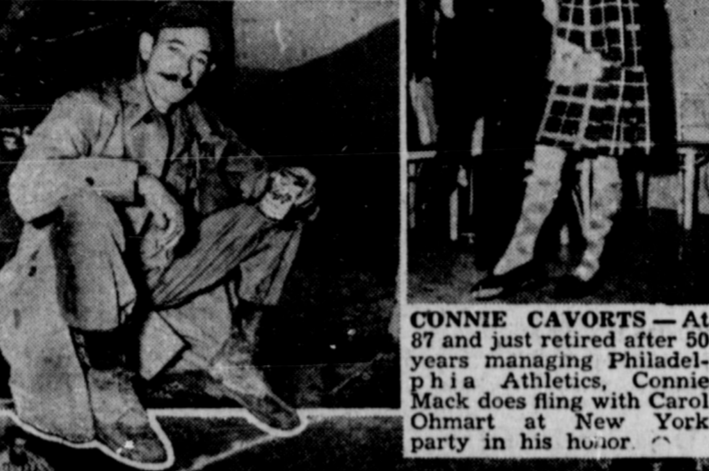 CONNIE CAVORTS — At
87 and just retired after 50
years managing Philadel-
phia Athletics, Connie
Mack does fling with Carol
Ohmart at New York
party in his honor.